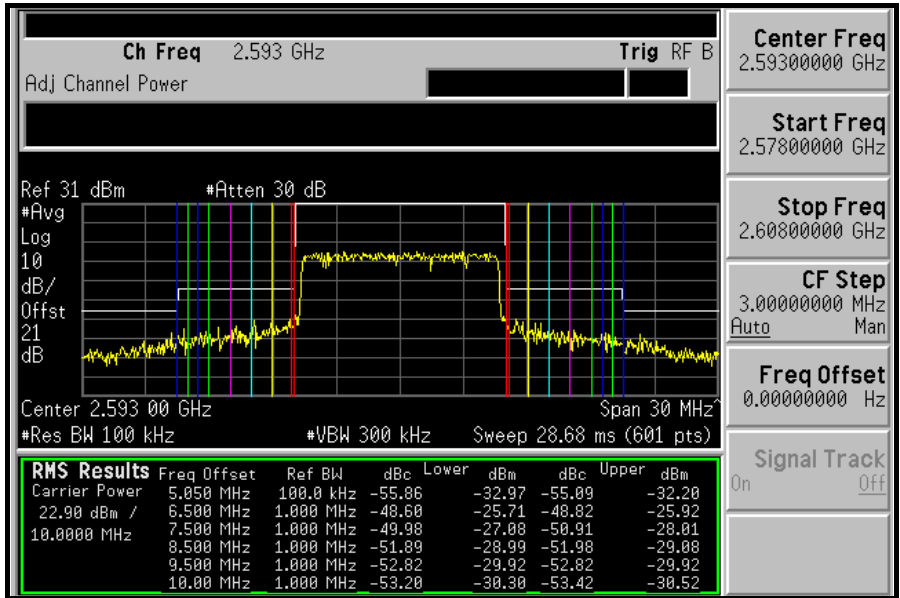 Ch Freq 2.593 GHz Trig RF B
Adj Channel Power
Ref 31 dBm #Atten 30 dB
#Avg
Log
10
dB/
Offst
21
dB
Center 2.593 00 GHz Span 30 MHz^
#Res BW 100 kHz #VBW 300 kHz Sweep 28.68 ms (601 pts)
RMS Results Freq Offset Ref BW dBc Lower dBm dBc Upper dBm
Carrier Power 5.050 MHz 100.0 kHz -55.86 -32.97 -55.09 -32.20
22.90 dBm / 6.500 MHz 1.000 MHz -48.60 -25.71 -48.82 -25.92
10.0000 MHz 7.500 MHz 1.000 MHz -49.98 -27.08 -50.91 -28.01
8.500 MHz 1.000 MHz -51.89 -28.99 -51.98 -29.08
9.500 MHz 1.000 MHz -52.82 -29.92 -52.82 -29.92
10.00 MHz 1.000 MHz -53.20 -30.30 -53.42 -30.52
Center Freq
2.59300000 GHz
Start Freq
2.57800000 GHz
Stop Freq
2.60800000 GHz
CF Step
3.00000000 MHz
Auto Man
Freq Offset
0.00000000 Hz
Signal Track
On Off